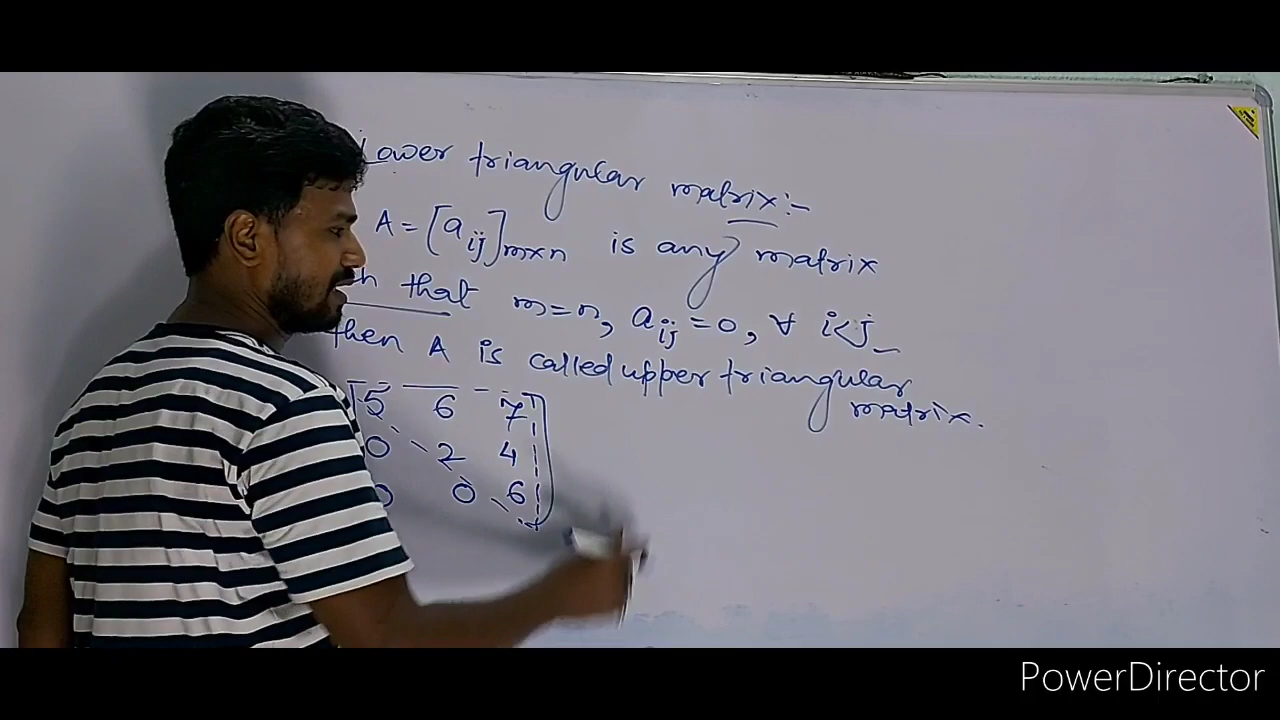 Lower triangular matrix:-
A = [aij]m×n is any matrix
that m=n, aij = 0, ∀ i<j
then A is called upper triangular
matrix.
5 6 7
0 2 4
0 0 6
PowerDirector